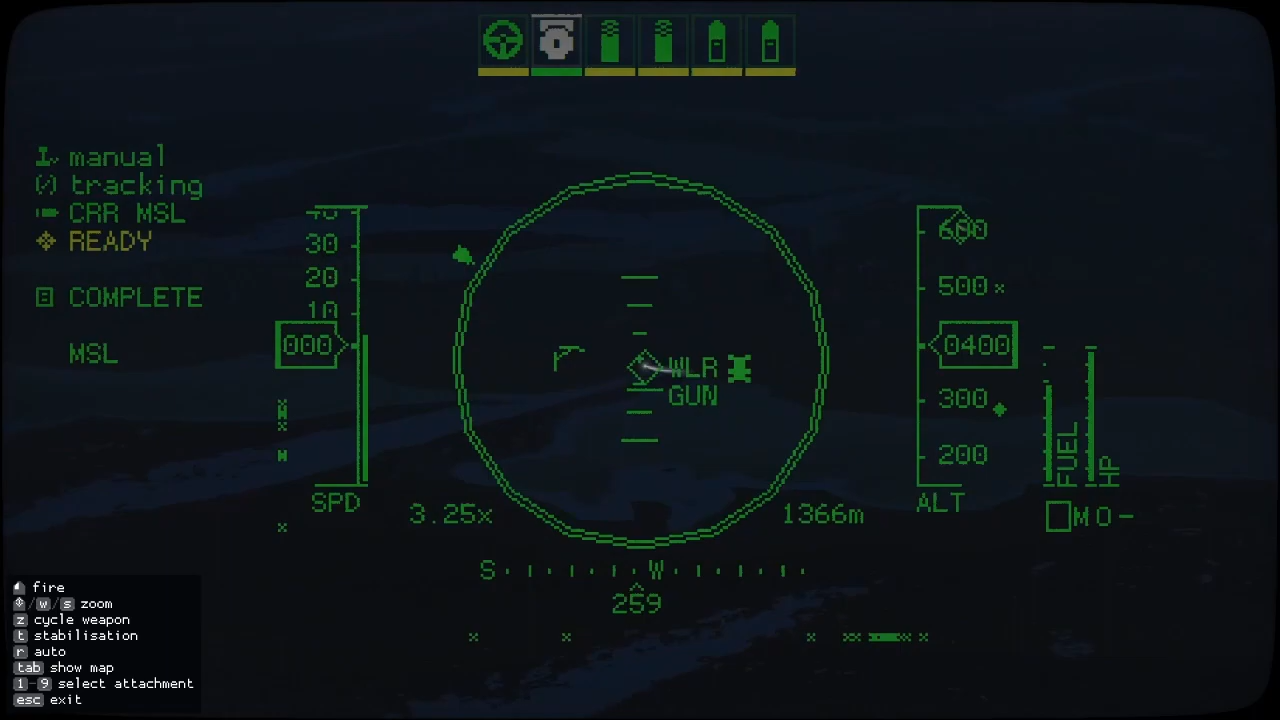 manual
tracking
CRR MSL
READY
COMPLETE
MSL
40
30
20
10
000
SPD
WLR
GUN
3.25x
1366m
S W
259
600
500
0400
300
200
ALT
FUEL
HP
MO-
fire
/w/s zoom
z cycle weapon
t stabilisation
r auto
tab show map
1-9 select attachment
esc exit